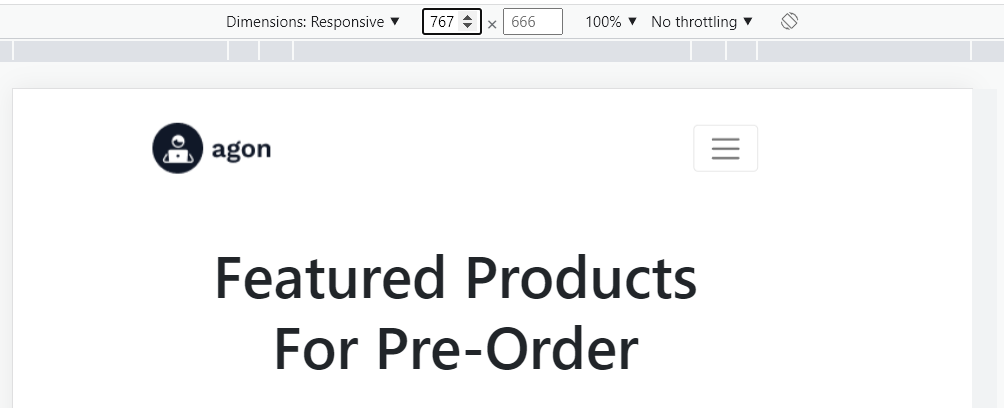 Dimensions: Responsive ▼ 767 × 666 100% ▼ No throttling ▼
agon
Featured Products
For Pre-Order